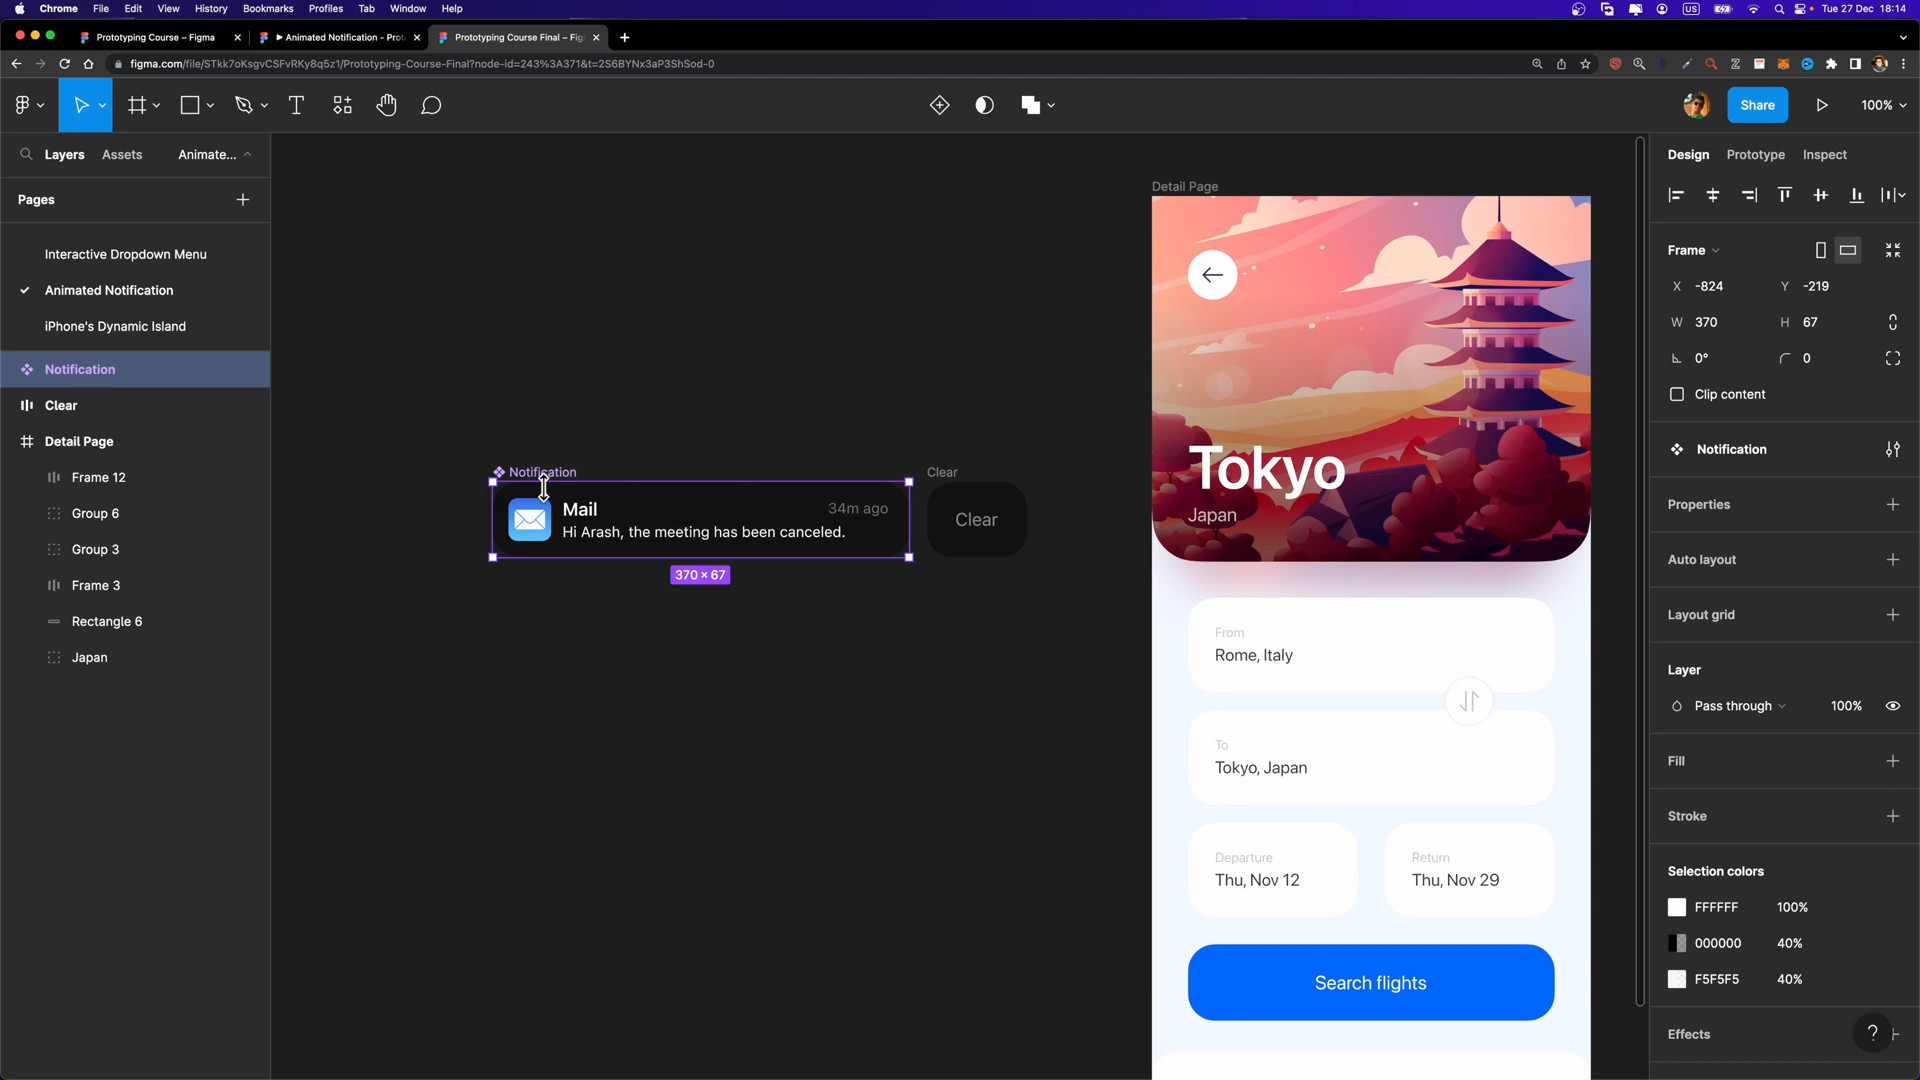 Chrome File Edit View History Bookmarks Profiles Tab Window Help US Tue 27 Dec 18:14
Prototyping Course – Figma Animated Notification - Prot Prototyping Course Final – Fig
figma.com/file/STkk7oKsgvCSFvRKy8q5z1/Prototyping-Course-Final?node-id=243%3A371&t=2S6BYNx3aP3ShSod-0
Share 100%
Layers Assets Animate...
Pages
Interactive Dropdown Menu
Animated Notification
iPhone's Dynamic Island
Notification
Clear
Detail Page
Frame 12
Group 6
Group 3
Frame 3
Rectangle 6
Japan
Notification
Mail 34m ago
Hi Arash, the meeting has been canceled.
370 × 67
Clear
Clear
Detail Page
Tokyo
Japan
From
Rome, Italy
To
Tokyo, Japan
Departure
Thu, Nov 12
Return
Thu, Nov 29
Search flights
Design Prototype Inspect
Frame
X -824 Y -219
W 370 H 67
0° 0
Clip content
Notification
Properties
Auto layout
Layout grid
Layer
Pass through 100%
Fill
Stroke
Selection colors
FFFFFF 100%
000000 40%
F5F5F5 40%
Effects
?